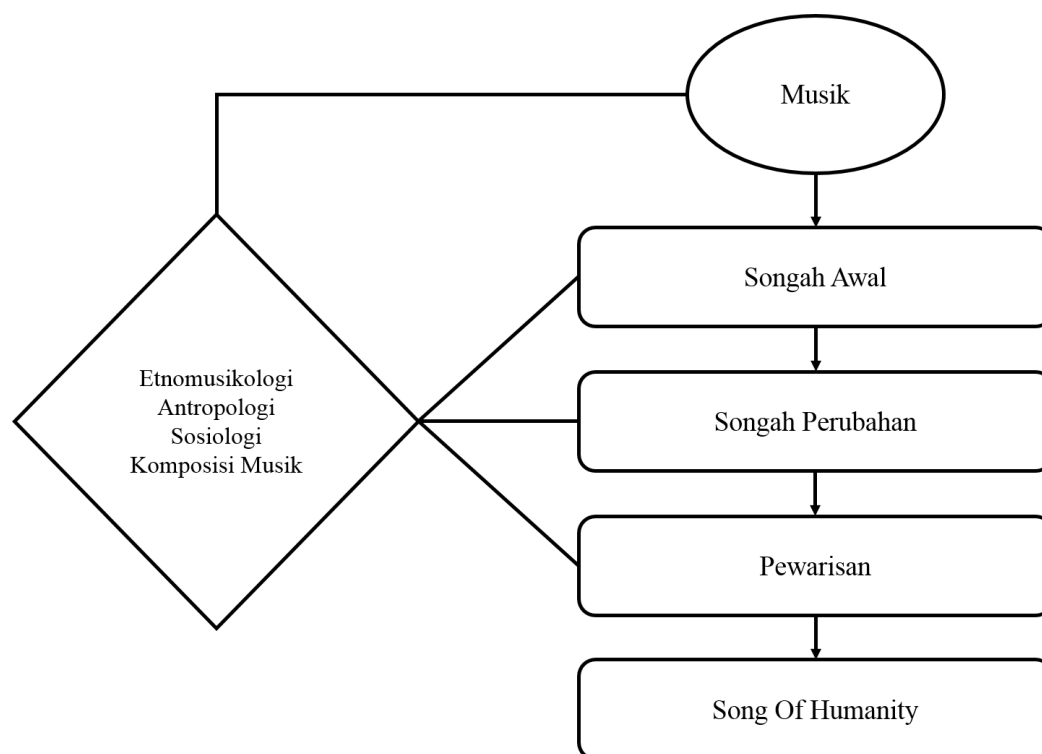 Musik
Songah Awal
Etnomusikologi
Antropologi
Sosiologi
Komposisi Musik
Songah Perubahan
Pewarisan
Song Of Humanity